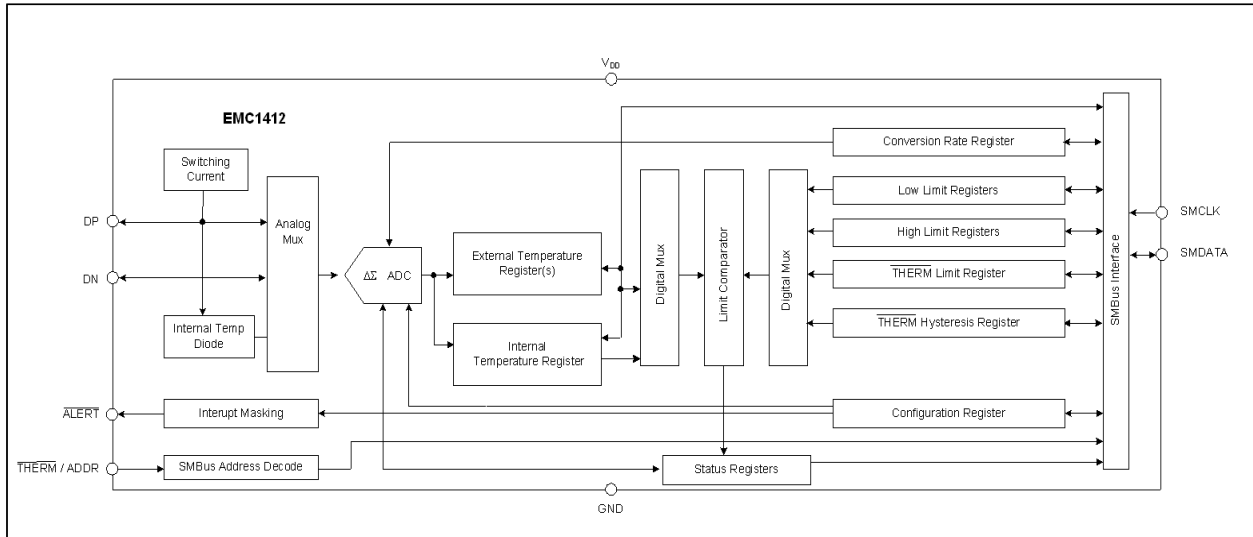 V_DD
EMC1412
Switching
Current
Conversion Rate Register
Low Limit Registers
DP
Analog
Mux
SMCLK
High Limit Registers
External Temperature
Register(s)
Digital Mux
Limit Comparator
Digital Mux
SMBus Interface
SMDATA
DN
ΔΣ ADC
THERM Limit Register
Internal Temp
Diode
Internal
Temperature Register
THERM Hysteresis Register
ALERT
Interupt Masking
Configuration Register
THERM / ADDR
SMBus Address Decode
Status Registers
GND